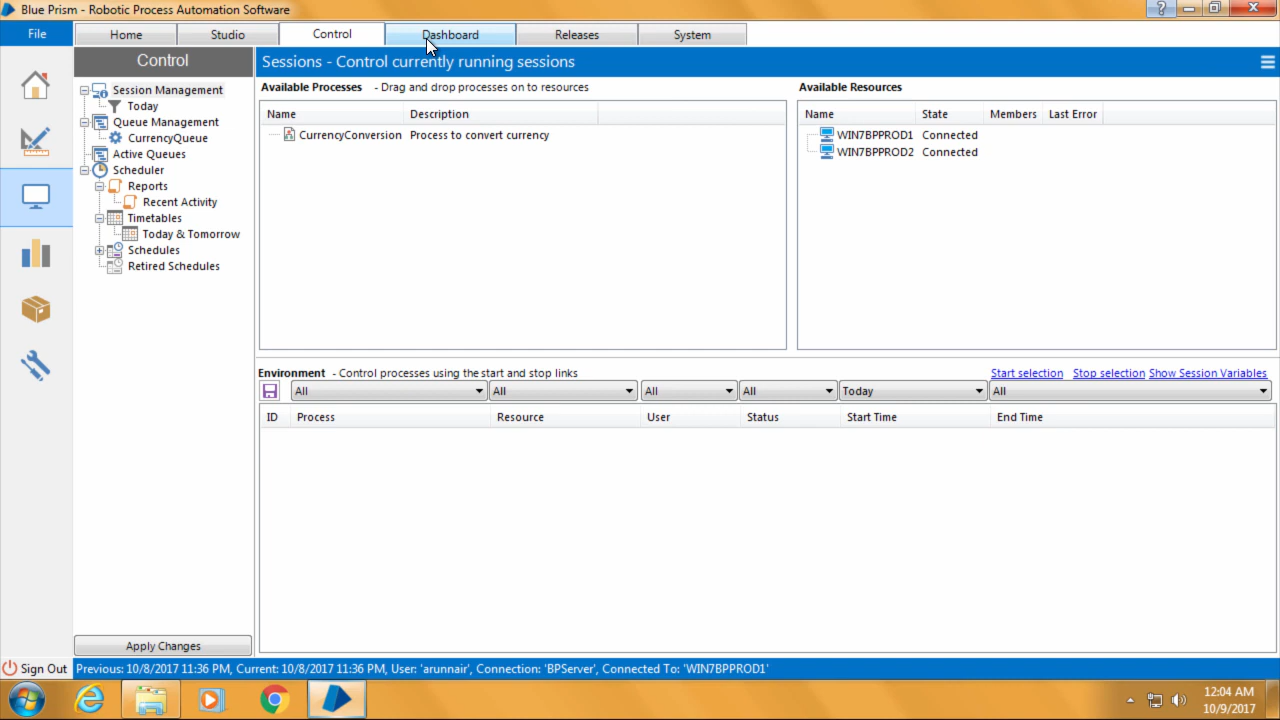 Blue Prism - Robotic Process Automation Software
?
File Home Studio Control Dashboard Releases System
Control
Session Management
Today
Queue Management
CurrencyQueue
Active Queues
Scheduler
Reports
Recent Activity
Timetables
Today & Tomorrow
Schedules
Retired Schedules
Apply Changes
Sessions - Control currently running sessions
Available Processes - Drag and drop processes on to resources
Name Description
CurrencyConversion Process to convert currency
Available Resources
Name State Members Last Error
WIN7BPPROD1 Connected
WIN7BPPROD2 Connected
Environment - Control processes using the start and stop links Start selection Stop selection Show Session Variables
All All All All Today All
ID Process Resource User Status Start Time End Time
Sign Out Previous: 10/8/2017 11:36 PM, Current: 10/8/2017 11:36 PM, User: 'arunnair', Connection: 'BPServer', Connected To: 'WIN7BPPROD1'
12:04 AM
10/9/2017